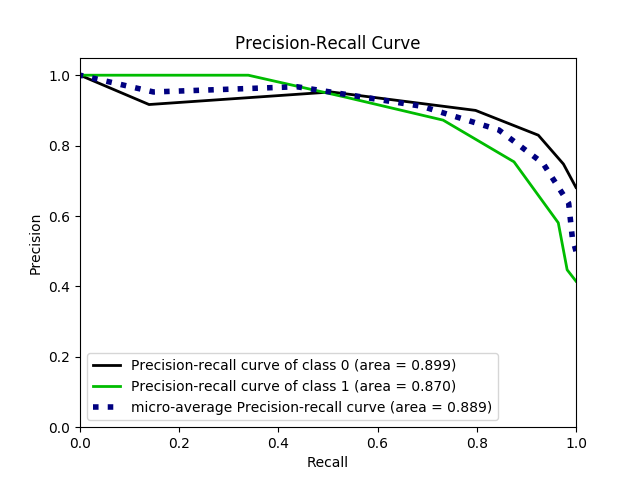 Precision-Recall Curve
1.0
0.8
0.6
0.4
0.2
0.0
Precision
Precision-recall curve of class 0 (area = 0.899)
Precision-recall curve of class 1 (area = 0.870)
micro-average Precision-recall curve (area = 0.889)
0.0 0.2 0.4 0.6 0.8 1.0
Recall